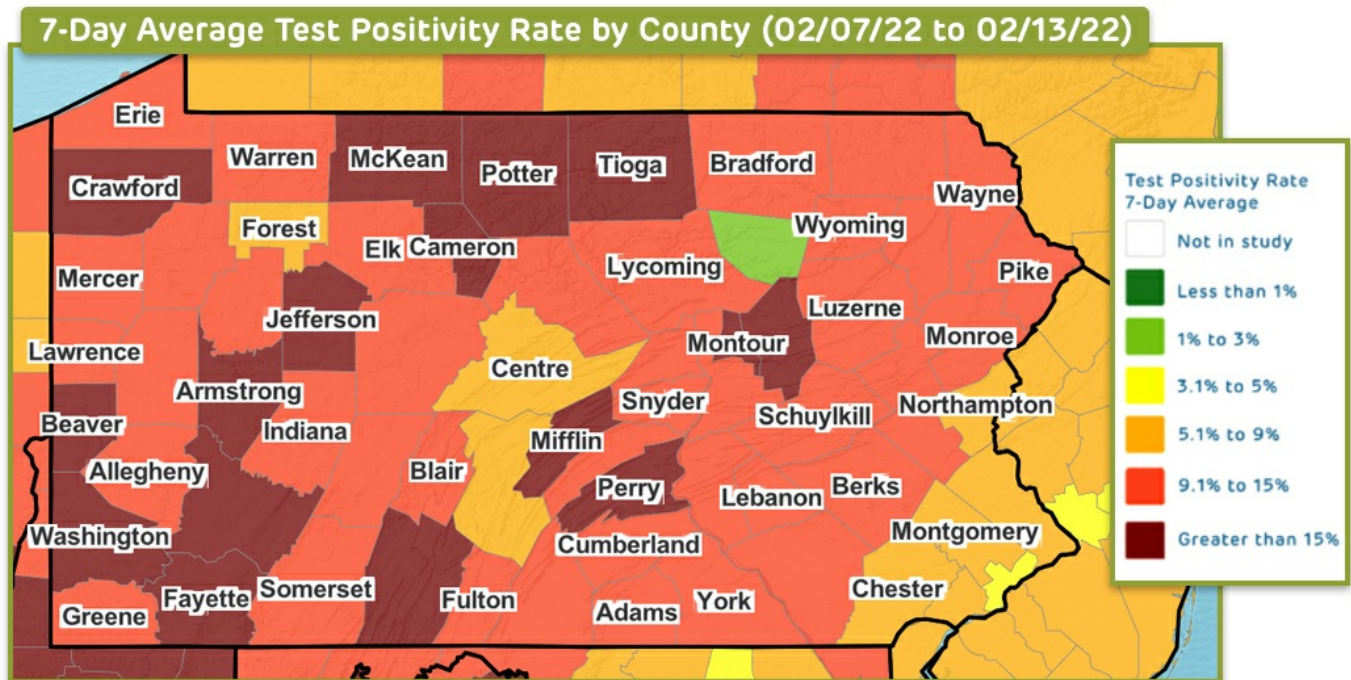 7-Day Average Test Positivity Rate by County (02/07/22 to 02/13/22)
Erie
Warren
McKean
Potter
Tioga
Bradford
Crawford
Wayne
Forest
Elk
Cameron
Wyoming
Mercer
Lycoming
Pike
Jefferson
Luzerne
Lawrence
Montour
Monroe
Centre
Armstrong
Snyder
Northampton
Beaver
Indiana
Mifflin
Schuylkill
Allegheny
Blair
Perry
Lebanon
Berks
Washington
Cumberland
Montgomery
Greene
Fayette
Somerset
Fulton
Adams
York
Chester
Test Positivity Rate
7-Day Average
Not in study
Less than 1%
1% to 3%
3.1% to 5%
5.1% to 9%
9.1% to 15%
Greater than 15%